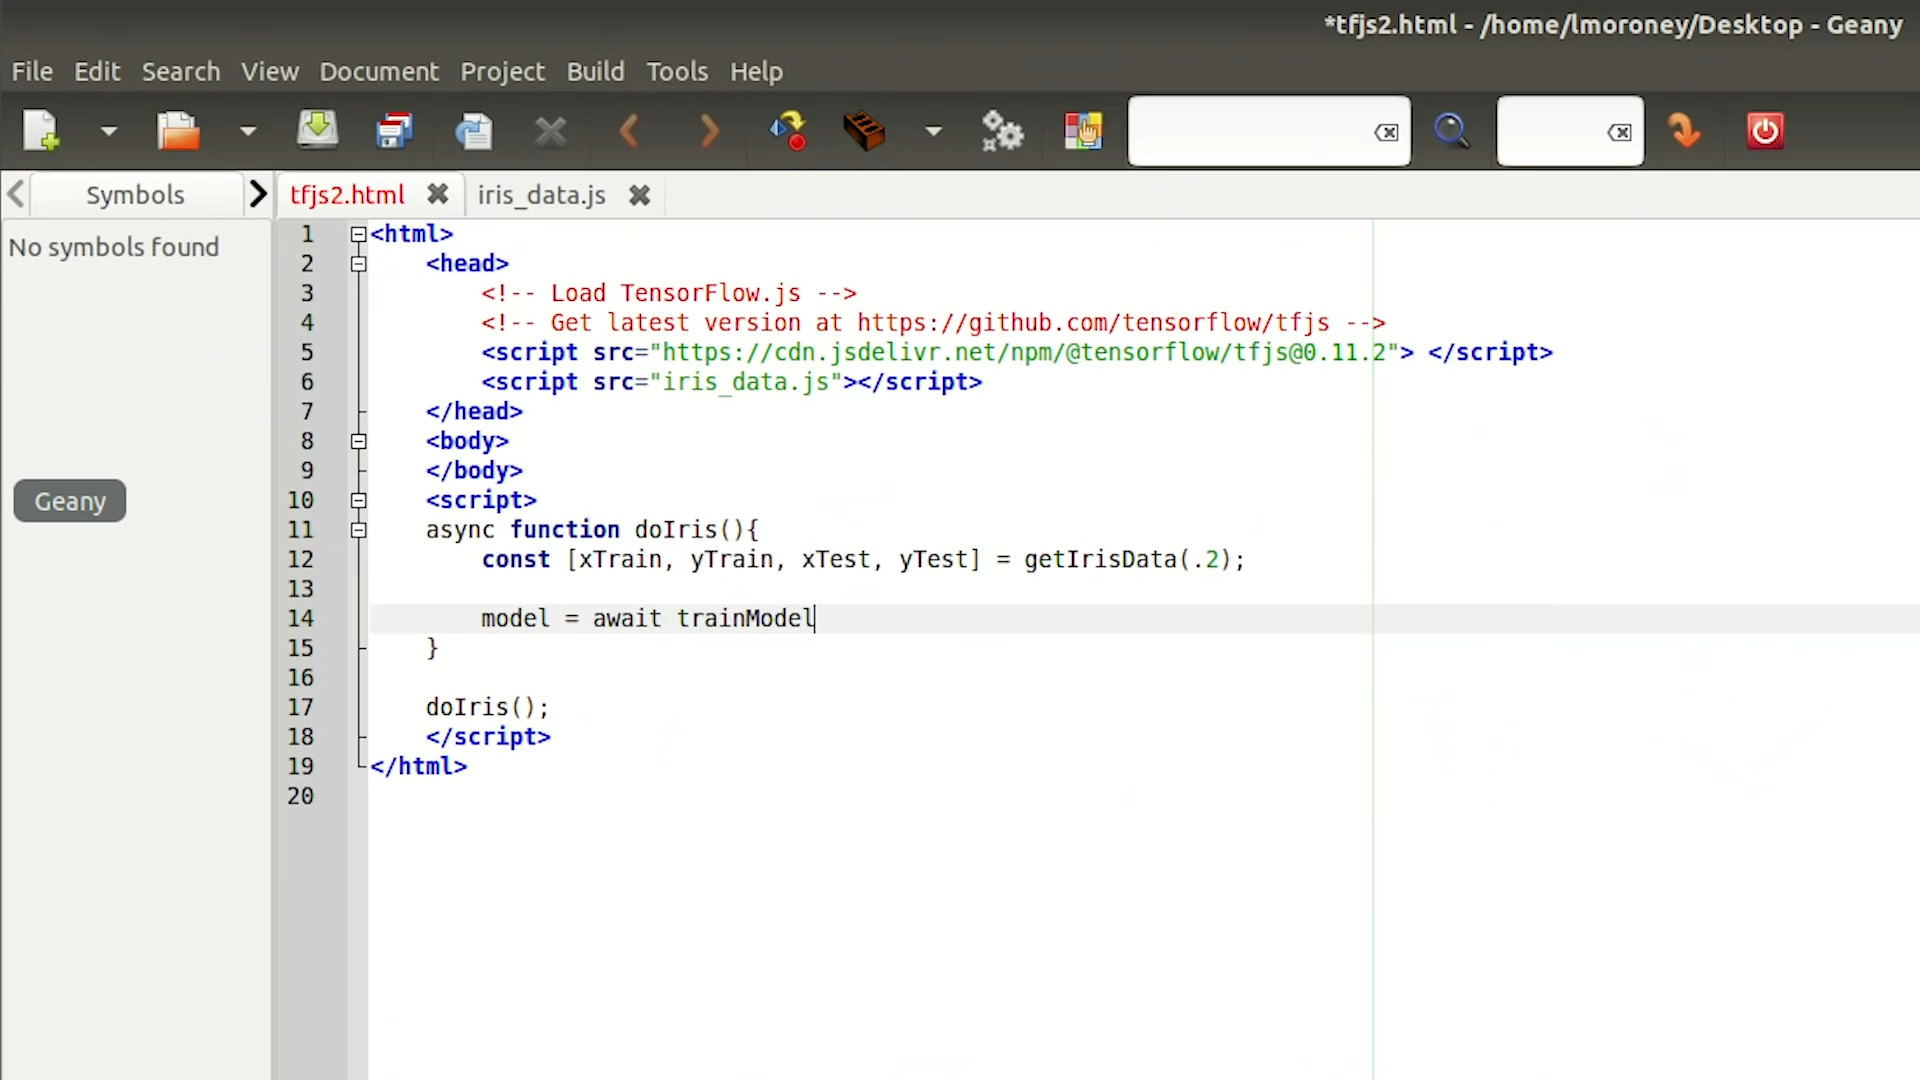 *tfjs2.html - /home/lmoroney/Desktop - Geany
File Edit Search View Document Project Build Tools Help
Symbols
tfjs2.html
iris_data.js
No symbols found
Geany
1 <html>
2 <head>
3 <!-- Load TensorFlow.js -->
4 <!-- Get latest version at https://github.com/tensorflow/tfjs -->
5 <script src="https://cdn.jsdelivr.net/npm/@tensorflow/tfjs@0.11.2"> </script>
6 <script src="iris_data.js"></script>
7 </head>
8 <body>
9 </body>
10 <script>
11 async function doIris(){
12 const [xTrain, yTrain, xTest, yTest] = getIrisData(.2);
13
14 model = await trainModel
15 }
16
17 doIris();
18 </script>
19 </html>
20